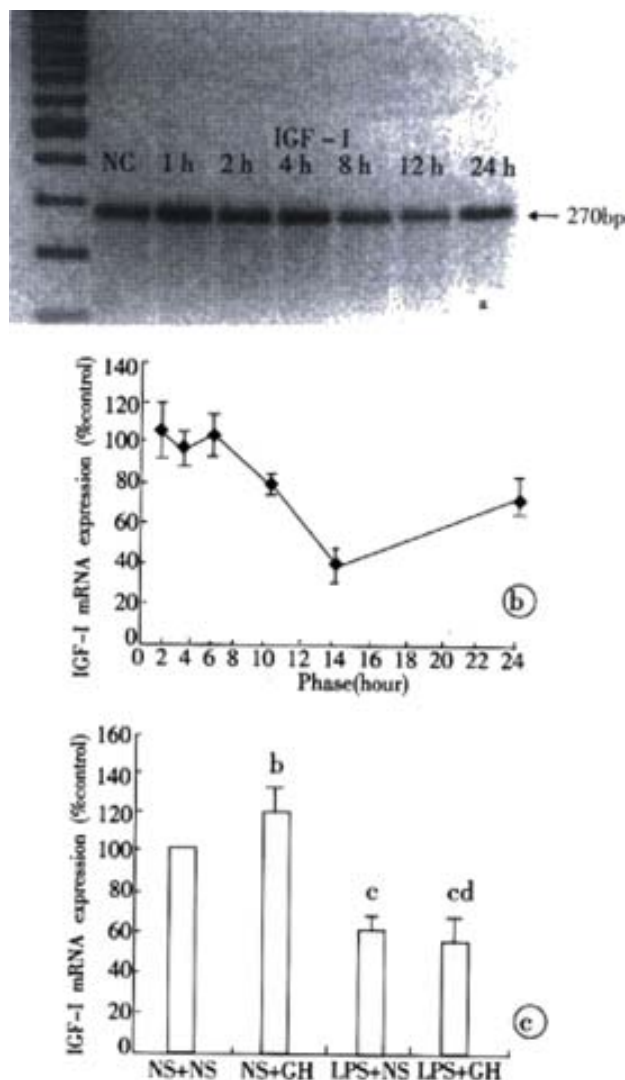 IGF-I
NC 1 h 2 h 4 h 8 h 12 h 24 h
270bp
a
IGF-I mRNA expression (%control)
140
120
100
80
60
40
20
0
0 2 4 6 8 10 12 14 16 18 20 22 24
Phase(hour)
b
IGF-I mRNA expression (%control)
160
140
120
100
80
60
40
20
0
b
c
cd
NS+NS NS+GH LPS+NS LPS+GH
c